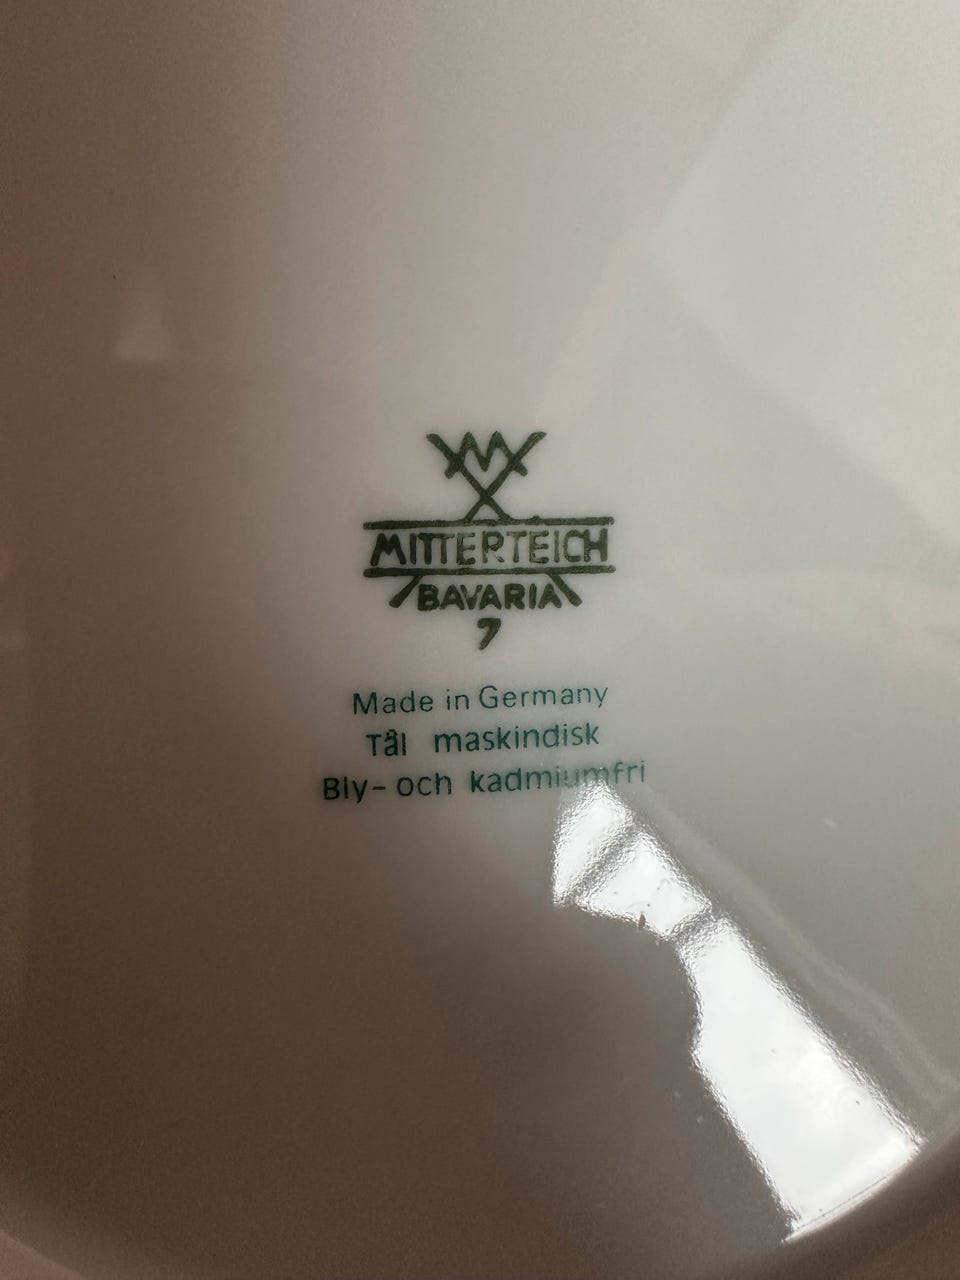 M
MITTERTEICH
BAVARIA
7
Made in Germany
Tål maskindisk
Bly- och kadmiumfri